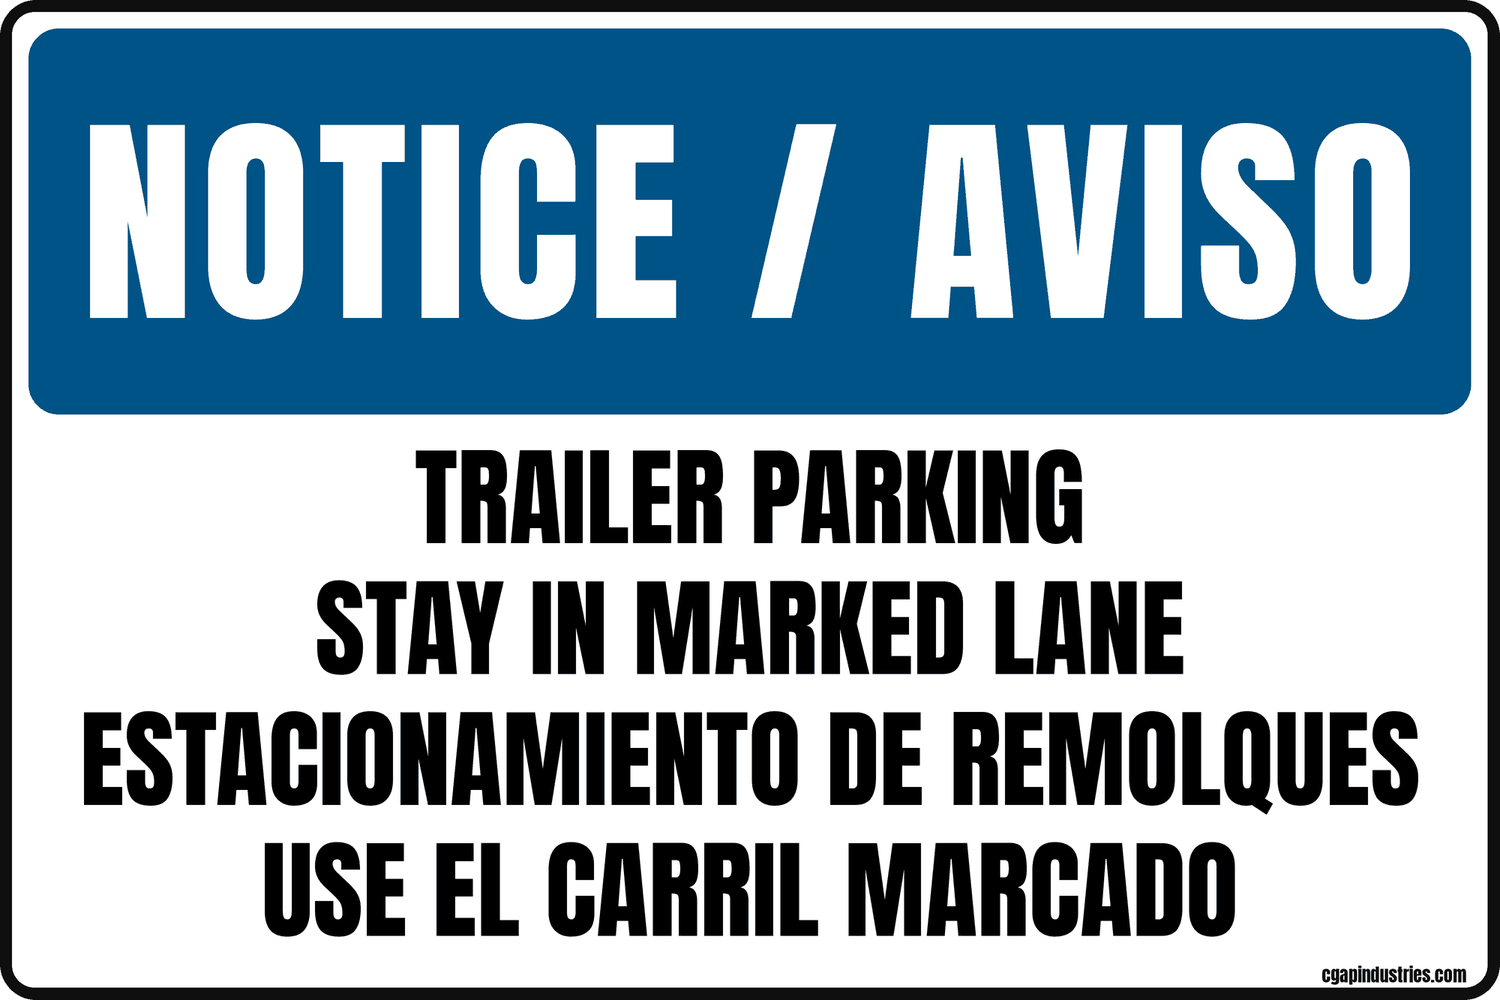 NOTICE / AVISO
TRAILER PARKING
STAY IN MARKED LANE
ESTACIONAMIENTO DE REMOLQUES
USE EL CARRIL MARCADO
cgapindustries.com